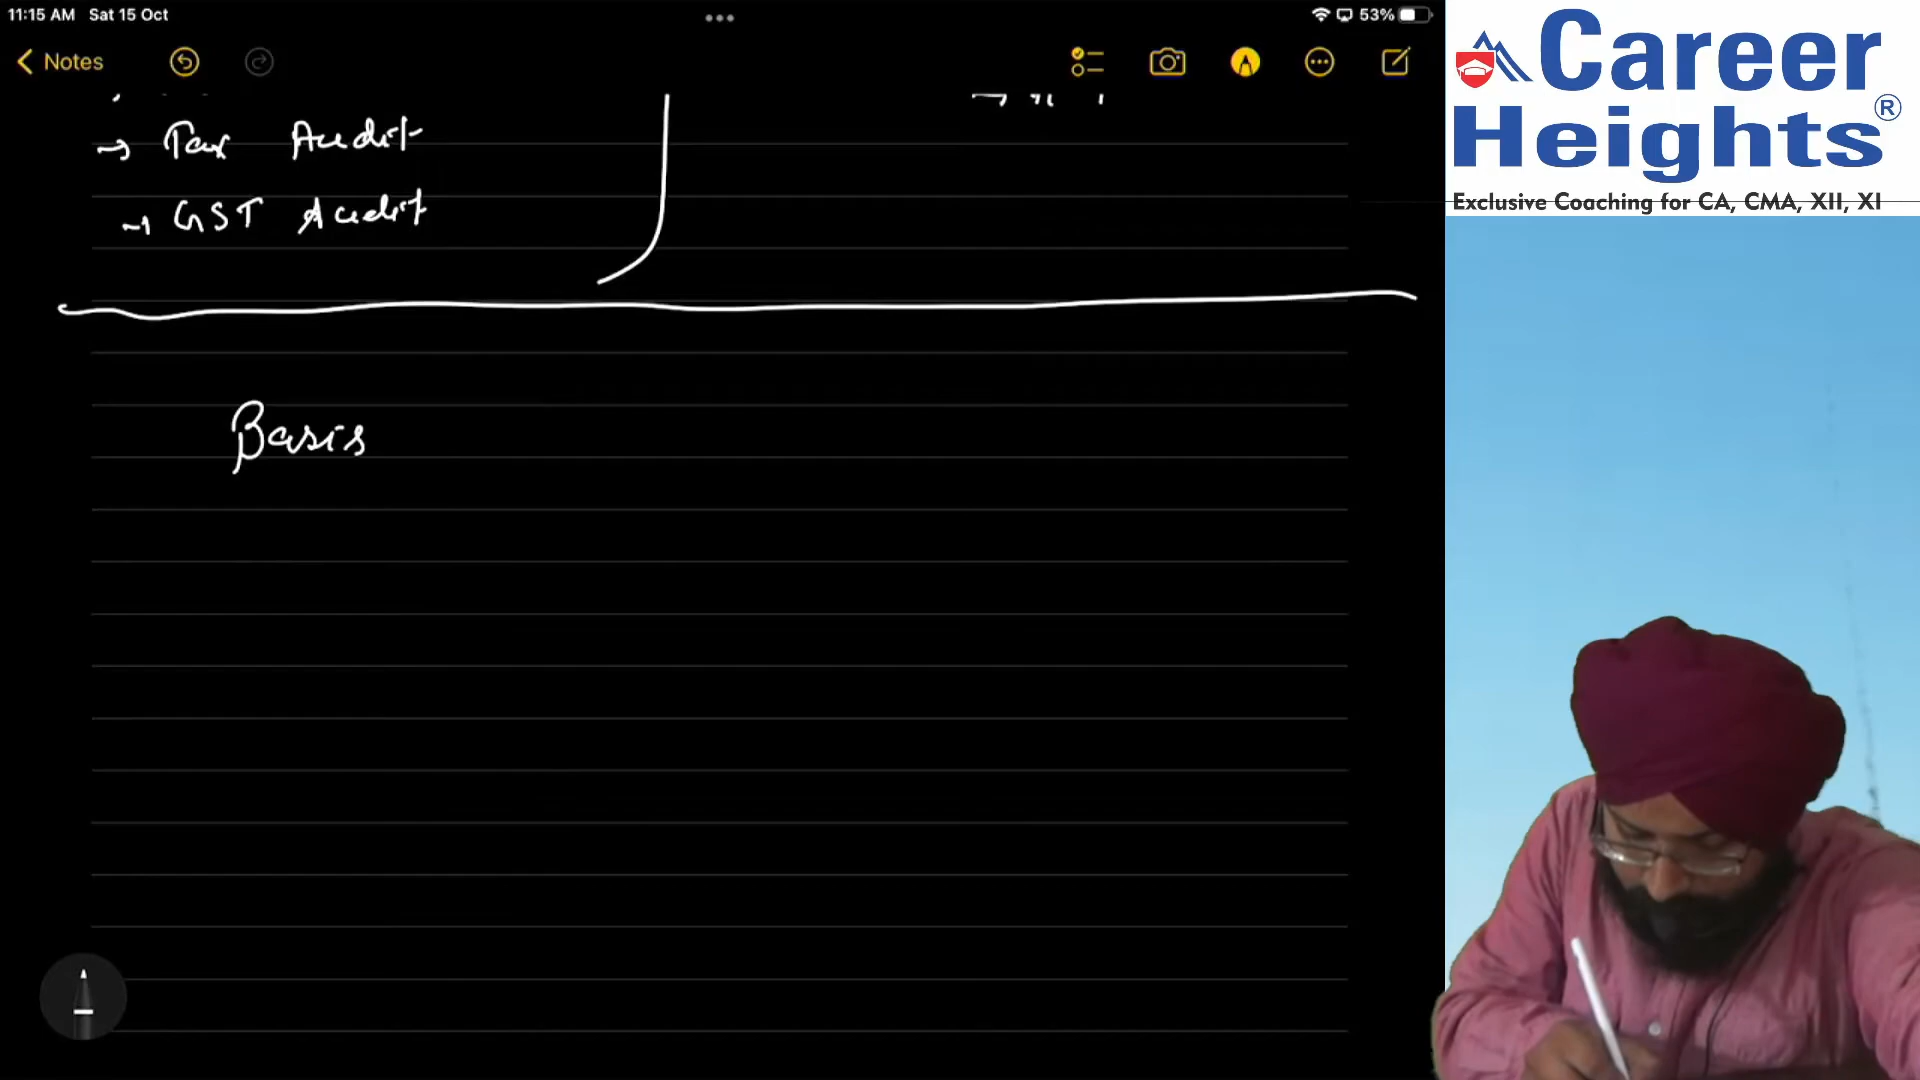 11:15 AM Sat 15 Oct
53%
Notes
→ Tax Audit
→ GST Audit
Basis
Career
Heights®
Exclusive Coaching for CA, CMA, XII, XI